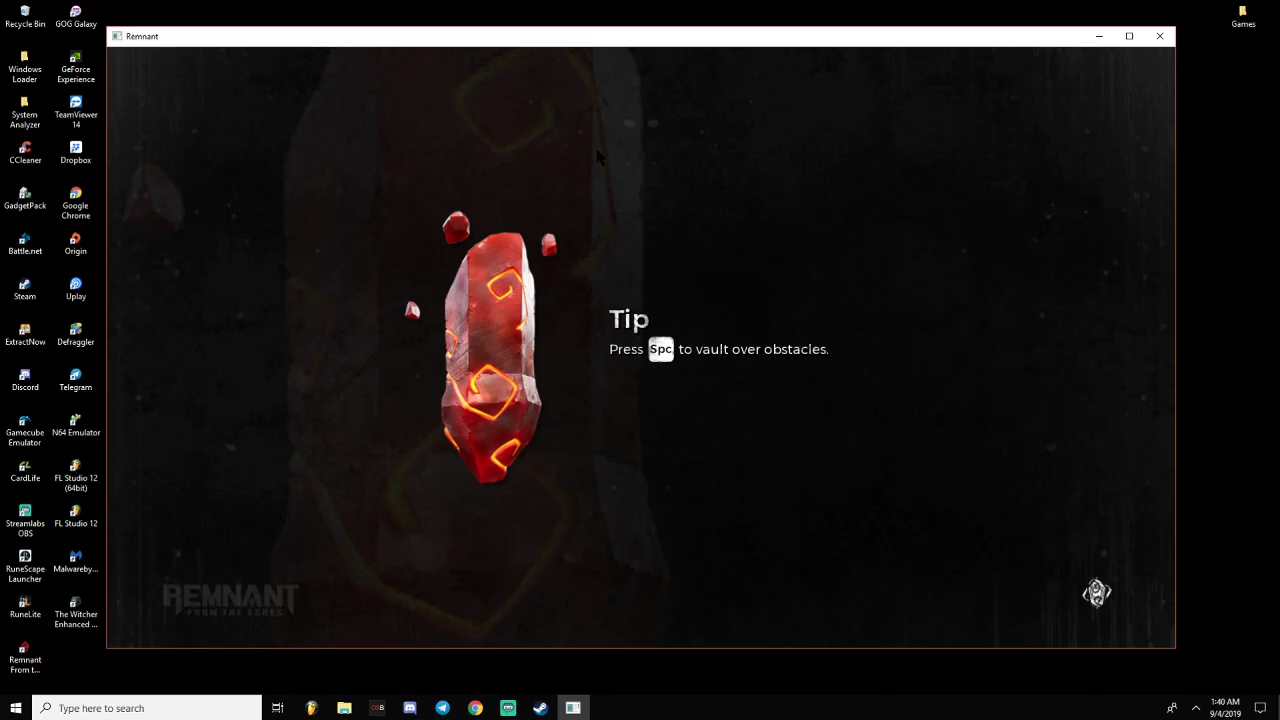 Recycle Bin
GOG Galaxy
Games
Windows
Loader
GeForce
Experience
System
Analyzer
TeamViewer
14
CCleaner
Dropbox
GadgetPack
Google
Chrome
Battle.net
Origin
Steam
Uplay
ExtractNow
Defraggler
Discord
Telegram
Gamecube
Emulator
N64 Emulator
CardLife
FL Studio 12
(64bit)
Streamlabs
OBS
FL Studio 12
RuneScape
Launcher
Malwareby...
RuneLite
The Witcher
Enhanced ...
Remnant
From t...
Remnant
Tip
Press Spc to vault over obstacles.
REMNANT
FROM THE ASHES
Type here to search
1:40 AM
9/4/2019